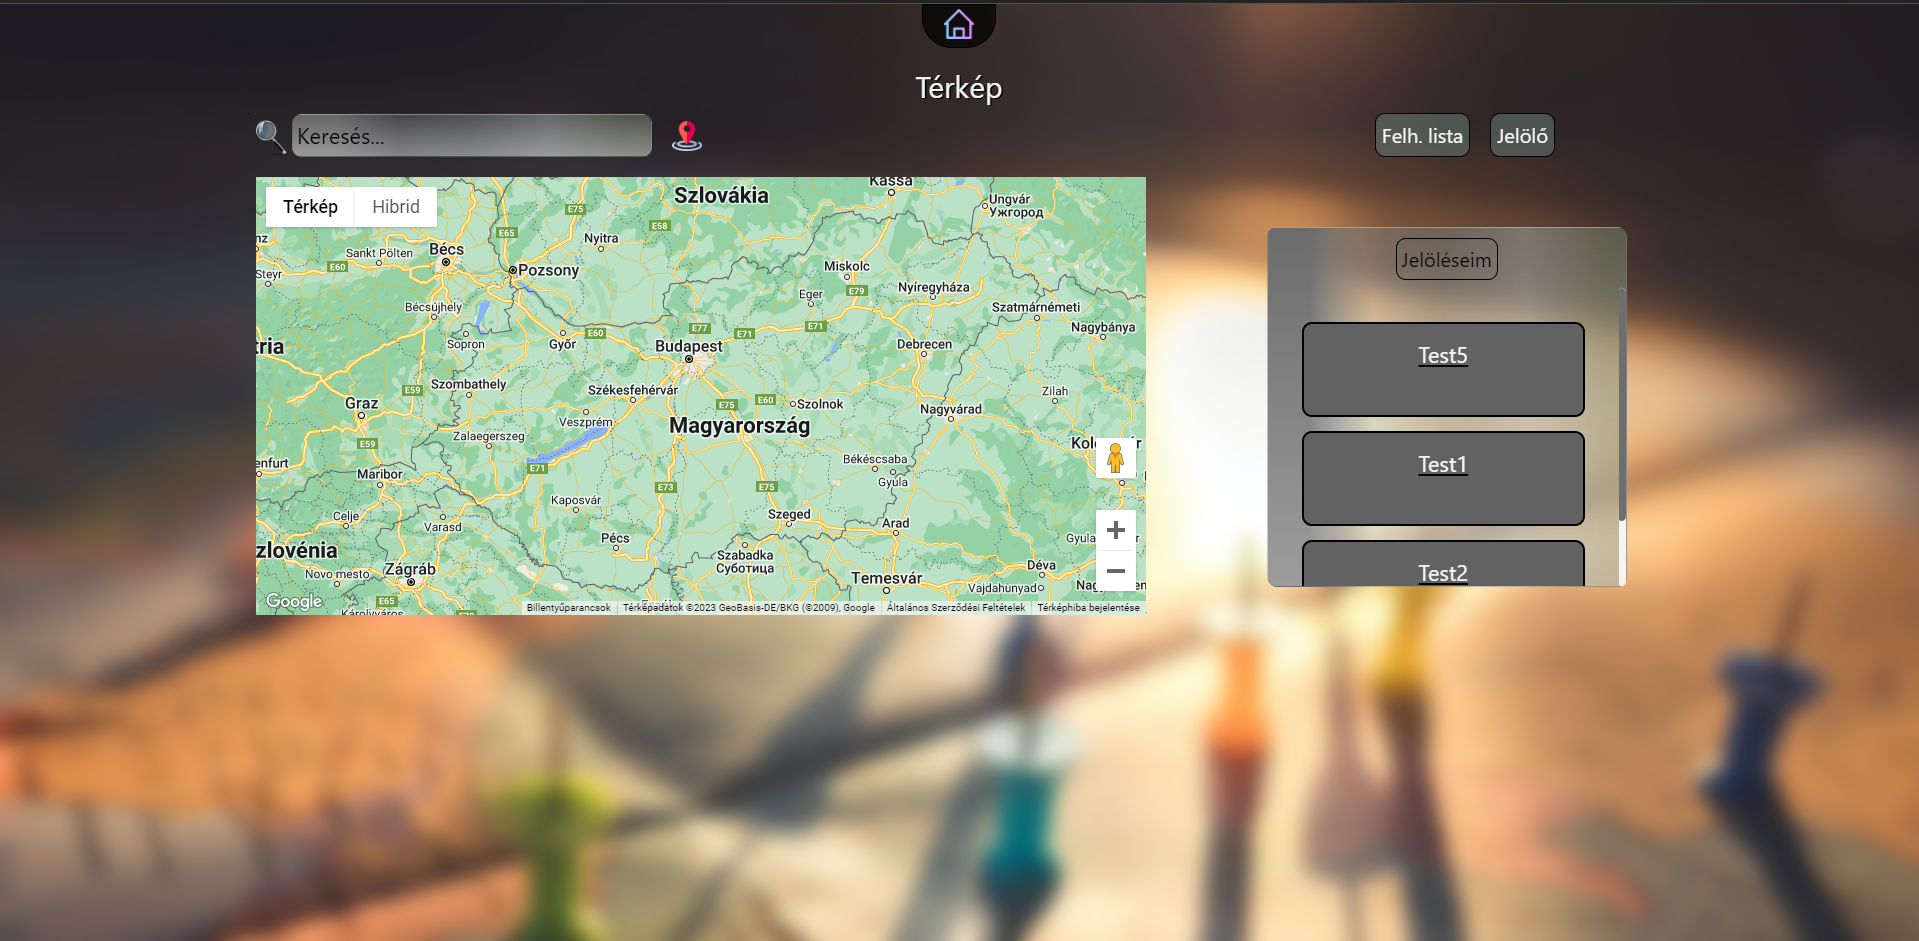 Térkép
Keresés...
Felh. lista
Jelölő
Térkép
Hibrid
Szlovákia
Kassa
Ungvár
Ужгород
E75
E58
E65
Nyitra
nz
Sankt Pölten
Bécs
E60
Steyr
Pozsony
Miskolc
Eger
E79
Nyíregyháza
Szatmárnémeti
Bécsújhely
Nagybánya
E77
E71
E71
E60
Sopron
Győr
Budapest
Debrecen
tria
Szombathely
E59
Székesfehérvár
Zilah
Graz
E75
E60
Szolnok
Nagyvárad
Veszprém
Magyarország
Zalaegerszeg
E59
Kol
r
enfurt
E71
Békéscsaba
Gyula
Maribor
E73
E75
Kaposvár
Celje
Varasd
Szeged
Arad
Pécs
Gyula
zlovénia
Szabadka
Суботица
Novo mesto
Zágráb
Temesvár
Déva
Vajdahunyad
Nag
E65
Károlyváros
E70
Google
Billentyűparancsok
Térképadatok ©2023 GeoBasis-DE/BKG (©2009), Google
Általános Szerződési Feltételek
Térképhiba bejelentése
Jelöléseim
Test5
Test1
Test2